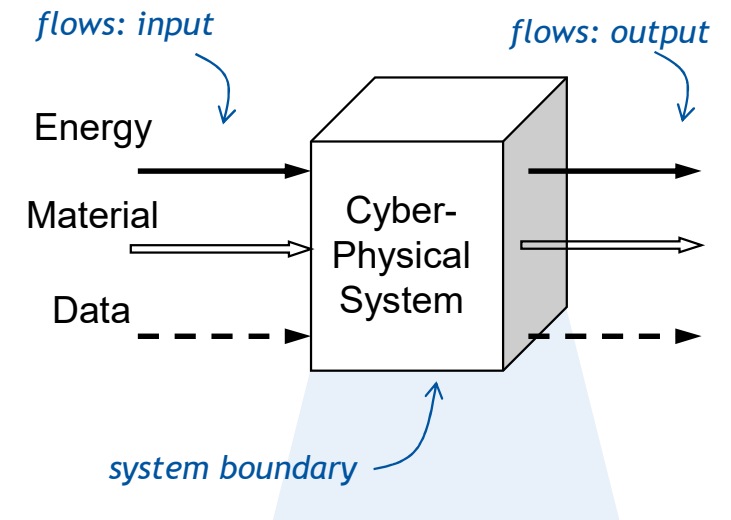 flows: input
flows: output
Energy
Material
Data
Cyber-
Physical
System
system boundary